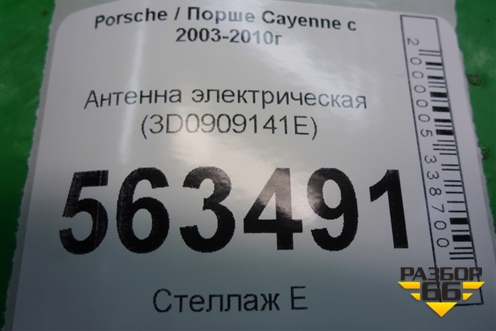 Porsche / Порше Cayenne с
2003-2010г
Антенна электрическая
(3D0909141E)
563491
Стеллаж Е
2000005338700
РАЗБОР
66